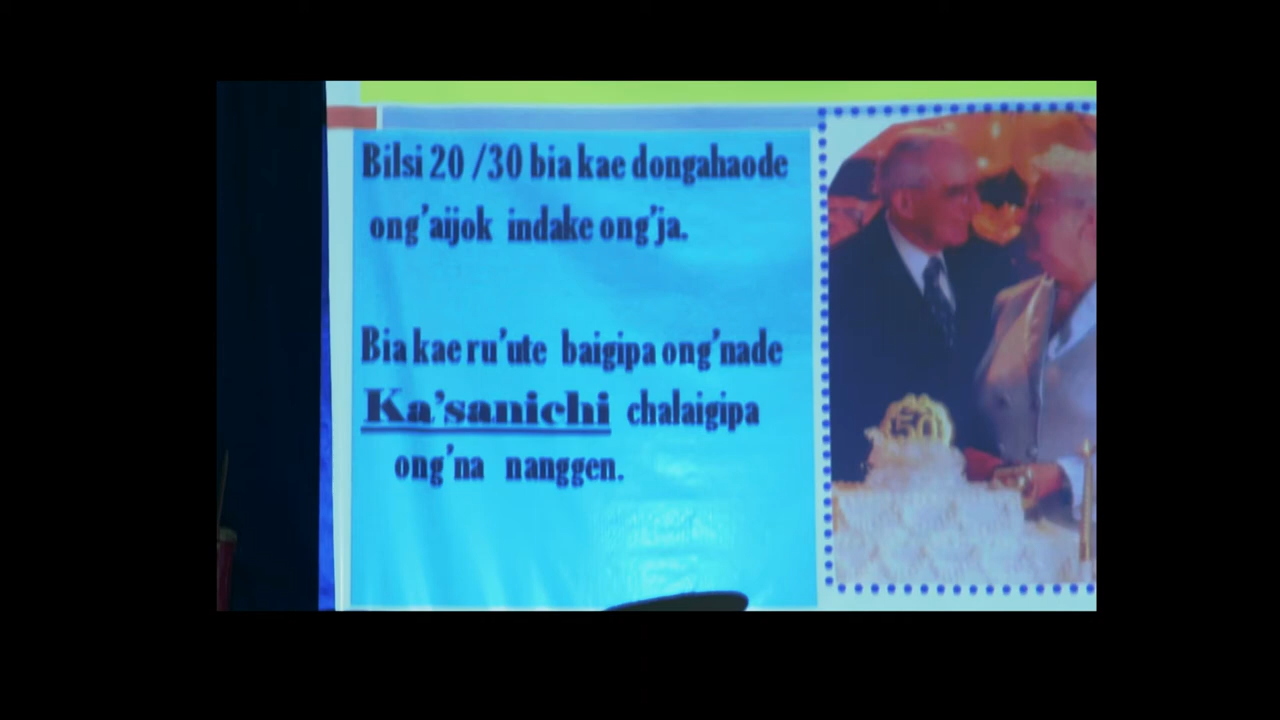 Bilsi 20 /30 bia kae dongahaode
ong'aijok indake ong'ja.
Bia kae ru'ute baigipa ong'nade
Ka'sanichi chalaigipa
ong'na nanggen.
50